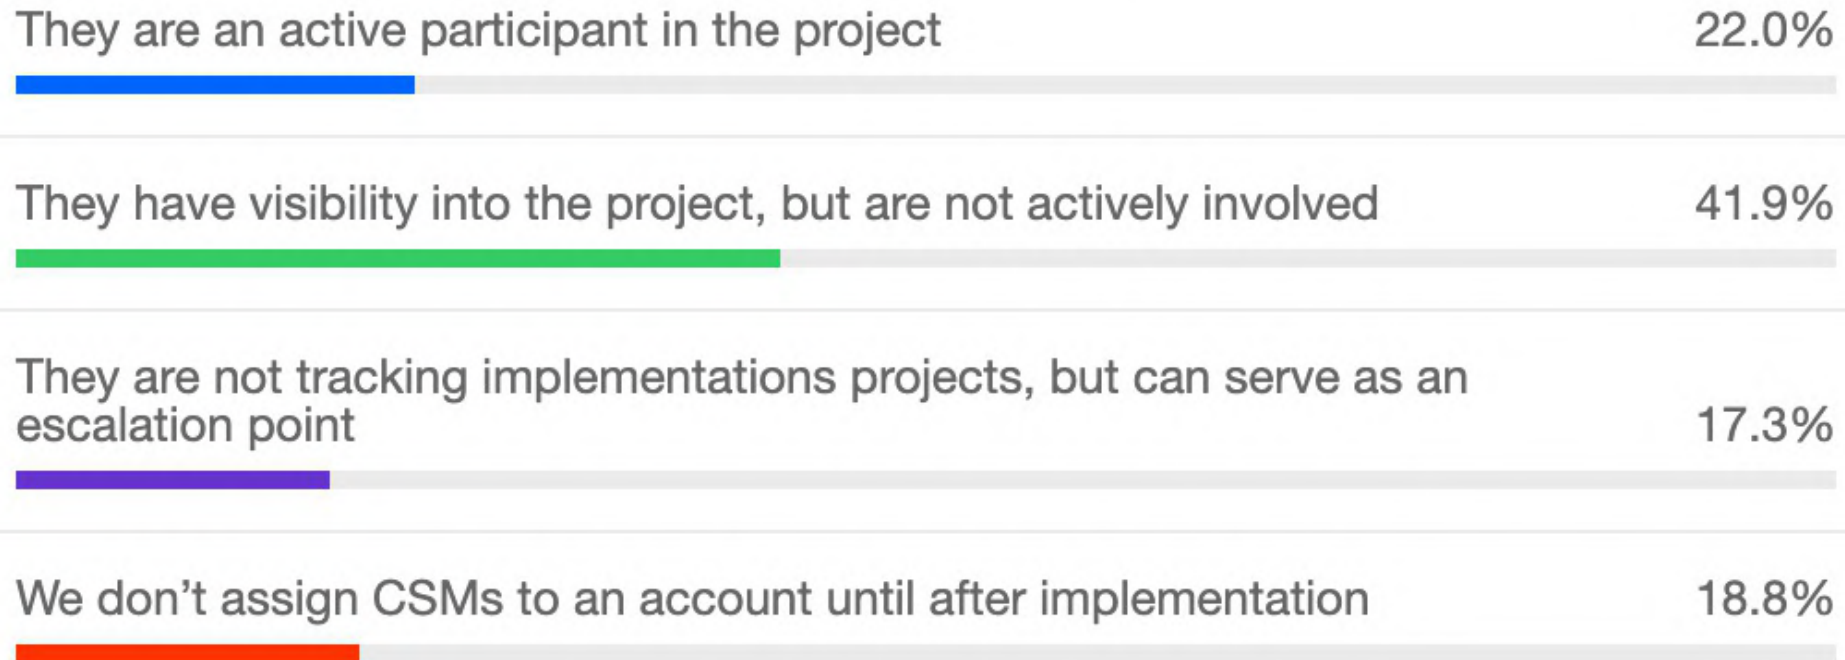 They are an active participant in the project
22.0%
They have visibility into the project, but are not actively involved
41.9%
They are not tracking implementations projects, but can serve as an
escalation point
17.3%
We don’t assign CSMs to an account until after implementation
18.8%